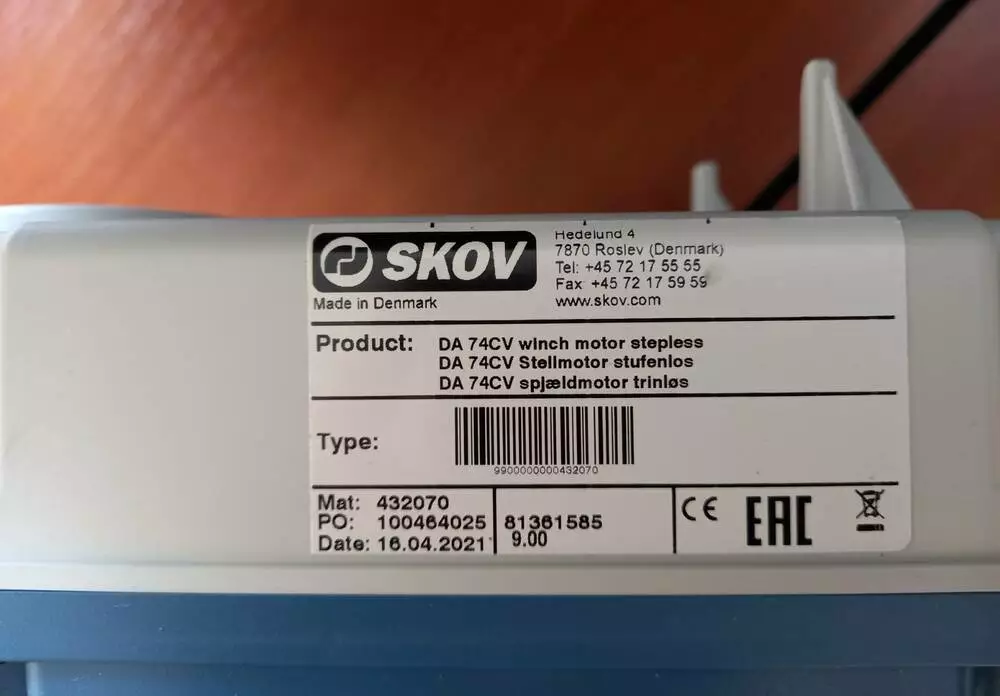 SKOV
Made in Denmark
Hedelund 4
7870 Roslev (Denmark)
Tel: +45 72 17 55 55
Fax +45 72 17 59 59
www.skov.com
Product: DA 74CV winch motor stepless
DA 74CV Stellmotor stufenlos
DA 74CV spjældmotor trinløs
Type:
9900000000432070
Mat: 432070
PO: 100464025
Date: 16.04.2021
81361585
9.00
CE
EAC